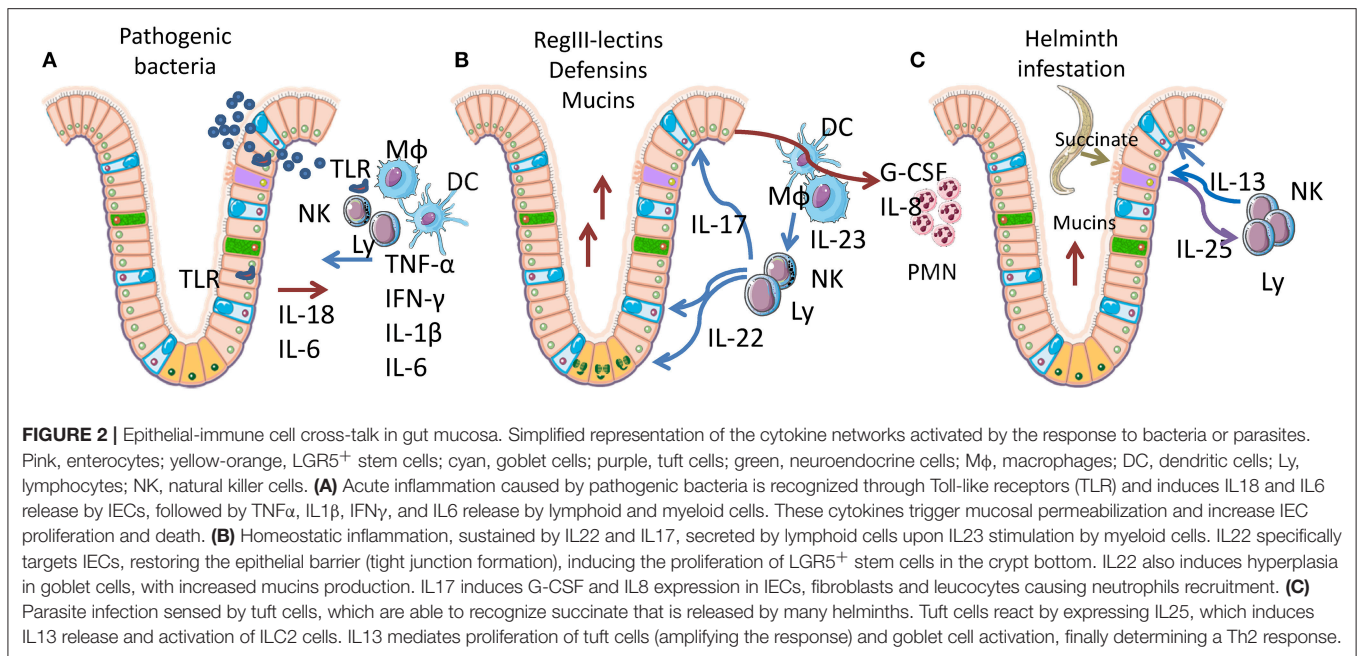 A
Pathogenic
bacteria
TLR
Mϕ
DC
NK
Ly
TLR
IL-18
IL-6
TNF-α
IFN-γ
IL-1β
IL-6
B
RegIII-lectins
Defensins
Mucins
DC
Mϕ
G-CSF
IL-8
IL-17
IL-23
NK
Ly
IL-22
PMN
C
Helminth
infestation
Succinate
Mucins
IL-13
NK
IL-25
Ly
FIGURE 2 | Epithelial-immune cell cross-talk in gut mucosa. Simplified representation of the cytokine networks activated by the response to bacteria or parasites.
Pink, enterocytes; yellow-orange, LGR5⁺ stem cells; cyan, goblet cells; purple, tuft cells; green, neuroendocrine cells; Mϕ, macrophages; DC, dendritic cells; Ly,
lymphocytes; NK, natural killer cells. (A) Acute inflammation caused by pathogenic bacteria is recognized through Toll-like receptors (TLR) and induces IL18 and IL6
release by IECs, followed by TNFα, IL1β, IFNγ, and IL6 release by lymphoid and myeloid cells. These cytokines trigger mucosal permeabilization and increase IEC
proliferation and death. (B) Homeostatic inflammation, sustained by IL22 and IL17, secreted by lymphoid cells upon IL23 stimulation by myeloid cells. IL22 specifically
targets IECs, restoring the epithelial barrier (tight junction formation), inducing the proliferation of LGR5⁺ stem cells in the crypt bottom. IL22 also induces hyperplasia
in goblet cells, with increased mucins production. IL17 induces G-CSF and IL8 expression in IECs, fibroblasts and leucocytes causing neutrophils recruitment. (C)
Parasite infection sensed by tuft cells, which are able to recognize succinate that is released by many helminths. Tuft cells react by expressing IL25, which induces
IL13 release and activation of ILC2 cells. IL13 mediates proliferation of tuft cells (amplifying the response) and goblet cell activation, finally determining a Th2 response.